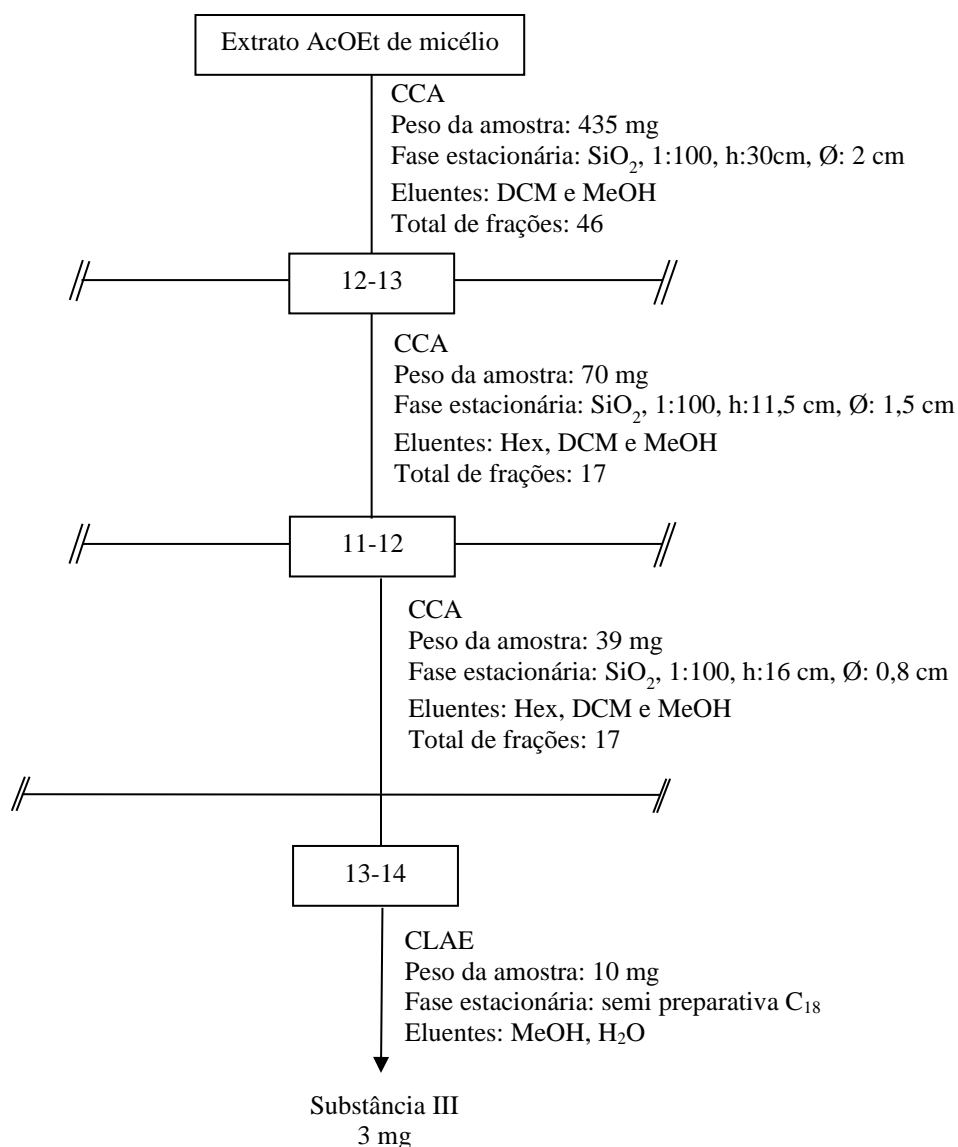 Extrato AcOEt de micélio
CCA
Peso da amostra: 435 mg
Fase estacionária: SiO₂, 1:100, h:30cm, Ø: 2 cm
Eluentes: DCM e MeOH
Total de frações: 46
12-13
CCA
Peso da amostra: 70 mg
Fase estacionária: SiO₂, 1:100, h:11,5 cm, Ø: 1,5 cm
Eluentes: Hex, DCM e MeOH
Total de frações: 17
11-12
CCA
Peso da amostra: 39 mg
Fase estacionária: SiO₂, 1:100, h:16 cm, Ø: 0,8 cm
Eluentes: Hex, DCM e MeOH
Total de frações: 17
13-14
CLAE
Peso da amostra: 10 mg
Fase estacionária: semi preparativa C₁₈
Eluentes: MeOH, H₂O
Substância III
3 mg